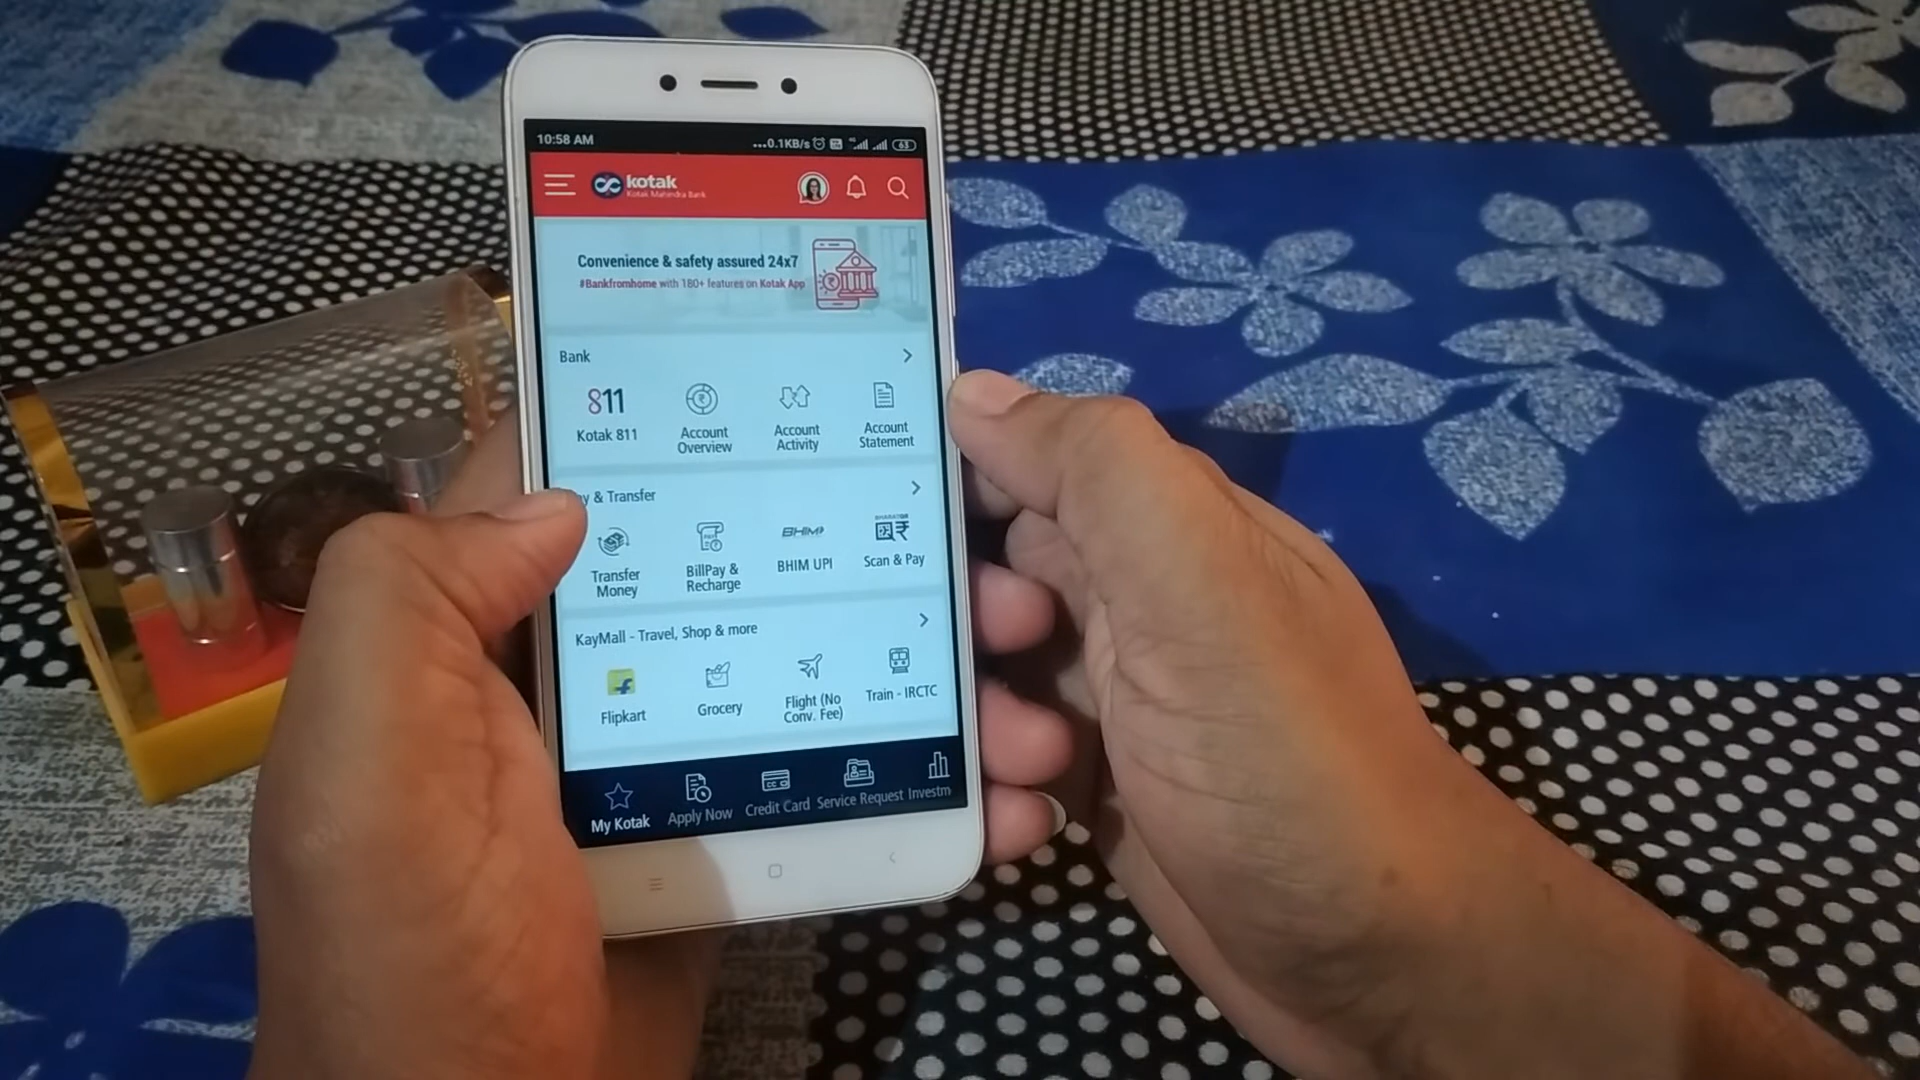 10:58 AM
...0.1KB/s
63
kotak
Kotak Mahindra Bank
Convenience & safety assured 24x7
#Bankfromhome with 180+ features on Kotak App
Bank
811
Kotak 811
Account
Overview
Account
Activity
Account
Statement
y & Transfer
BHIM
BHARATQR
Transfer
Money
BillPay &
Recharge
BHIM UPI
Scan & Pay
KayMall - Travel, Shop & more
Flipkart
Grocery
Flight (No
Conv. Fee)
Train - IRCTC
My Kotak
Apply Now
CC
Credit Card
Service Request
Investm